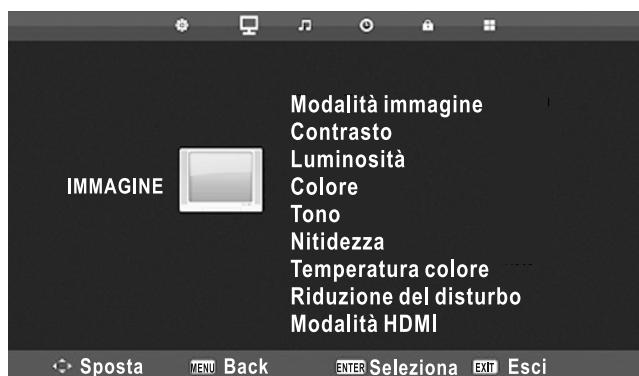 Modalità immagine
Contrasto
Luminosità
IMMAGINE
Colore
Tono
Nitidezza
Temperatura colore
Riduzione del disturbo
Modalità HDMI
Sposta MENU Back ENTER Seleziona EXIT Esci